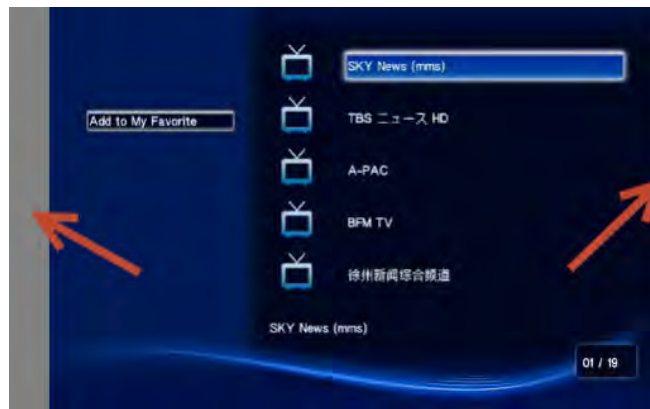 SKY News (mms)
Add to My Favorite
TBS ニュース HD
A-PAC
BFM TV
徐州新闻综合频道
SKY News (mms)
01 / 19